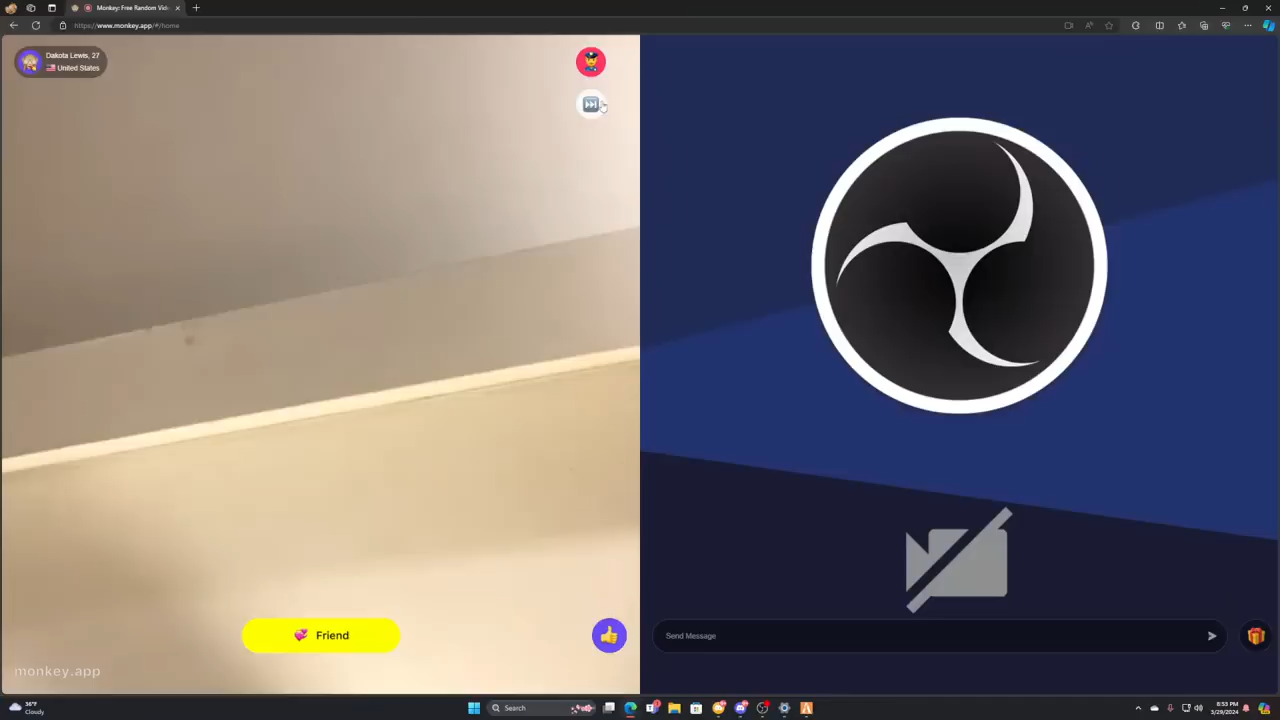 Monkey: Free Random Vid
https://www.monkey.app/#/home
Dakota Lewis, 27
United States
Friend
monkey.app
Send Message
36°F
Cloudy
Search
8:53 PM
3/29/2024